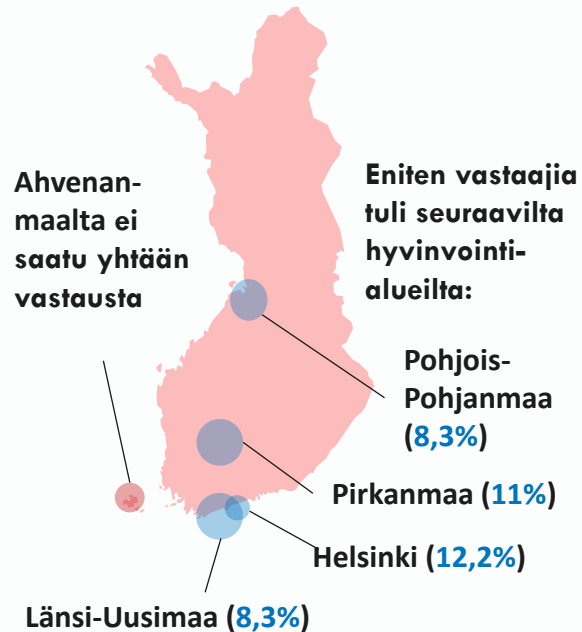 Ahvenan-
maalta ei
saatu yhtään
vastausta
Eniten vastaajia
tuli seuraavilta
hyvinvointi-
alueilta:
Pohjois-
Pohjanmaa
(8,3%)
Pirkanmaa (11%)
Helsinki (12,2%)
Länsi-Uusimaa (8,3%)